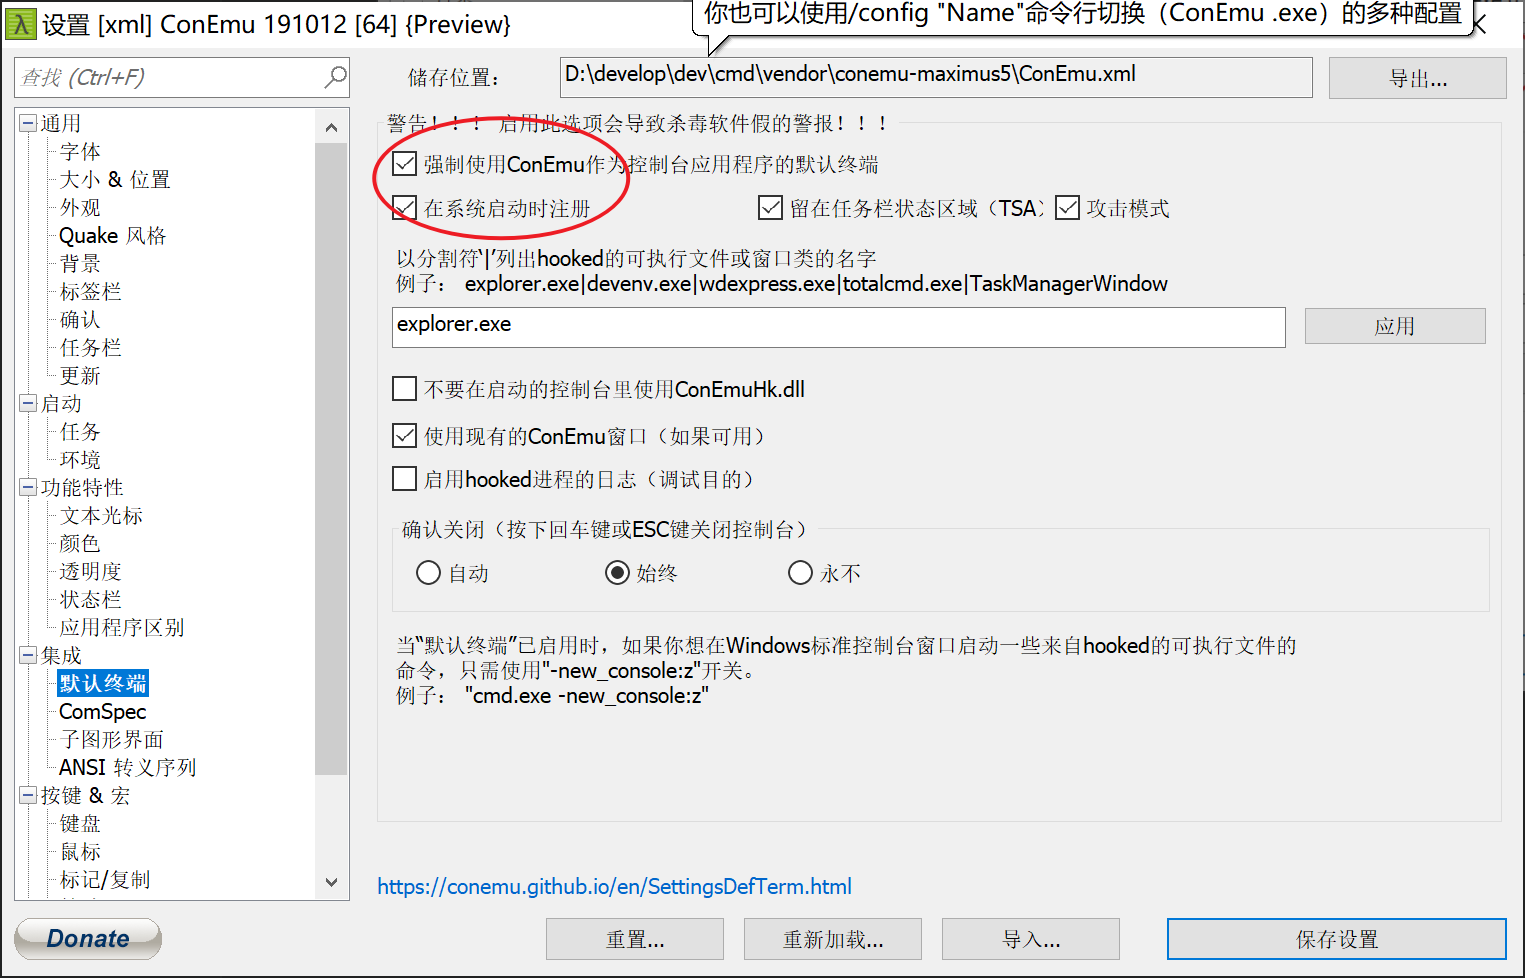 你也可以使用/config "Name"命令行切换（ConEmu .exe）的多种配置
设置 [xml] ConEmu 191012 [64] {Preview}
查找 (Ctrl+F)
储存位置：
D:\develop\dev\cmd\vendor\conemu-maximus5\ConEmu.xml
导出...
通用
字体
大小 & 位置
外观
Quake 风格
背景
标签栏
确认
任务栏
更新
启动
任务
环境
功能特性
文本光标
颜色
透明度
状态栏
应用程序区别
集成
默认终端
ComSpec
子图形界面
ANSI 转义序列
按键 & 宏
键盘
鼠标
标记/复制
警告！！！ 启用此选项会导致杀毒软件假的警报！！！
强制使用ConEmu作为控制台应用程序的默认终端
在系统启动时注册
留在任务栏状态区域（TSA）
攻击模式
以分割符'|'列出hooked的可执行文件或窗口类的名字
例子： explorer.exe|devenv.exe|wdexpress.exe|totalcmd.exe|TaskManagerWindow
explorer.exe
应用
不要在启动的控制台里使用ConEmuHk.dll
使用现有的ConEmu窗口（如果可用）
启用hooked进程的日志（调试目的）
确认关闭（按下回车键或ESC键关闭控制台）
自动
始终
永不
当“默认终端”已启用时，如果你想在Windows标准控制台窗口启动一些来自hooked的可执行文件的
命令，只需使用"-new_console:z"开关。
例子： "cmd.exe -new_console:z"
https://conemu.github.io/en/SettingsDefTerm.html
Donate
重置...
重新加载...
导入...
保存设置